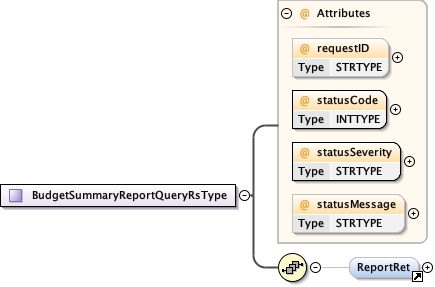 @ Attributes
@ requestID
Type STRTYPE
@ statusCode
Type INTTYPE
@ statusSeverity
Type STRTYPE
BudgetSummaryReportQueryRsType
@ statusMessage
Type STRTYPE
ReportRet